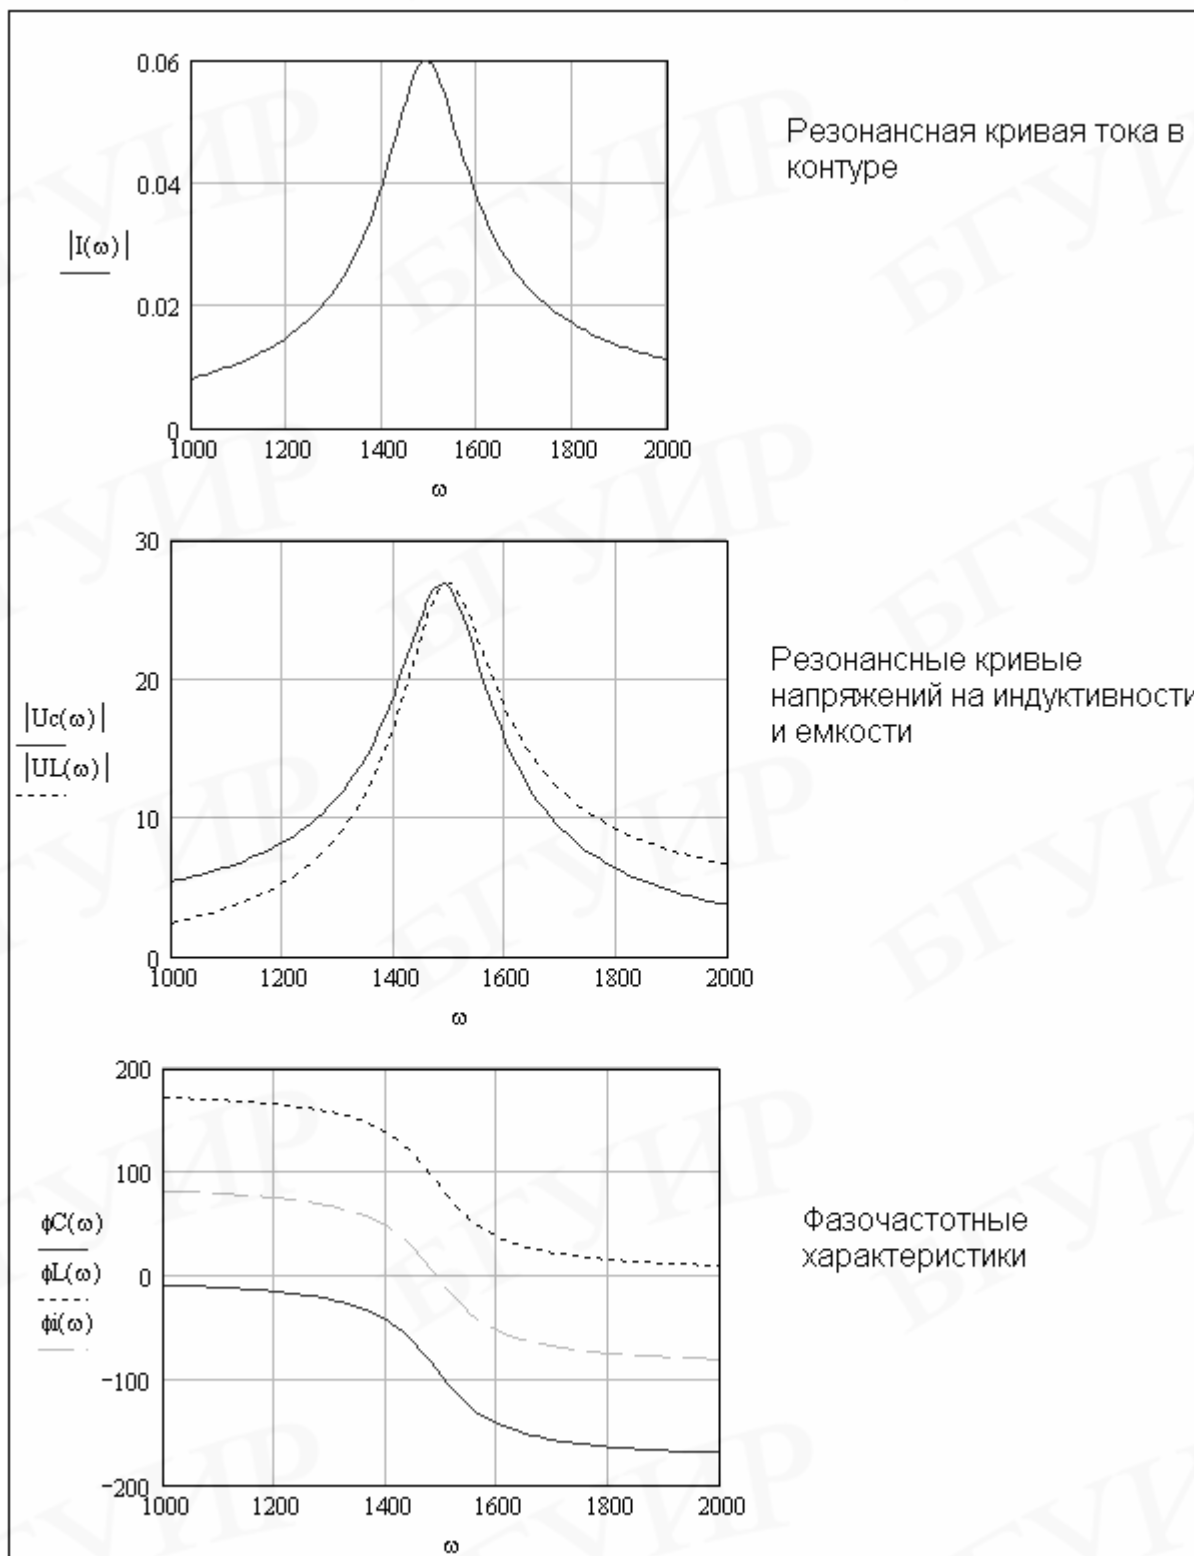 0.06
0.04
|I(ω)|
0.02
0
1000 1200 1400 1600 1800 2000
ω
Резонансная кривая тока в
контуре
30
20
|Uc(ω)|
|UL(ω)|
10
0
1000 1200 1400 1600 1800 2000
ω
Резонансные кривые
напряжений на индуктивности
и емкости
200
100
ϕC(ω)
ϕL(ω)
0
ϕi(ω)
−100
−200
1000 1200 1400 1600 1800 2000
ω
Фазочастотные
характеристики
БГУИР